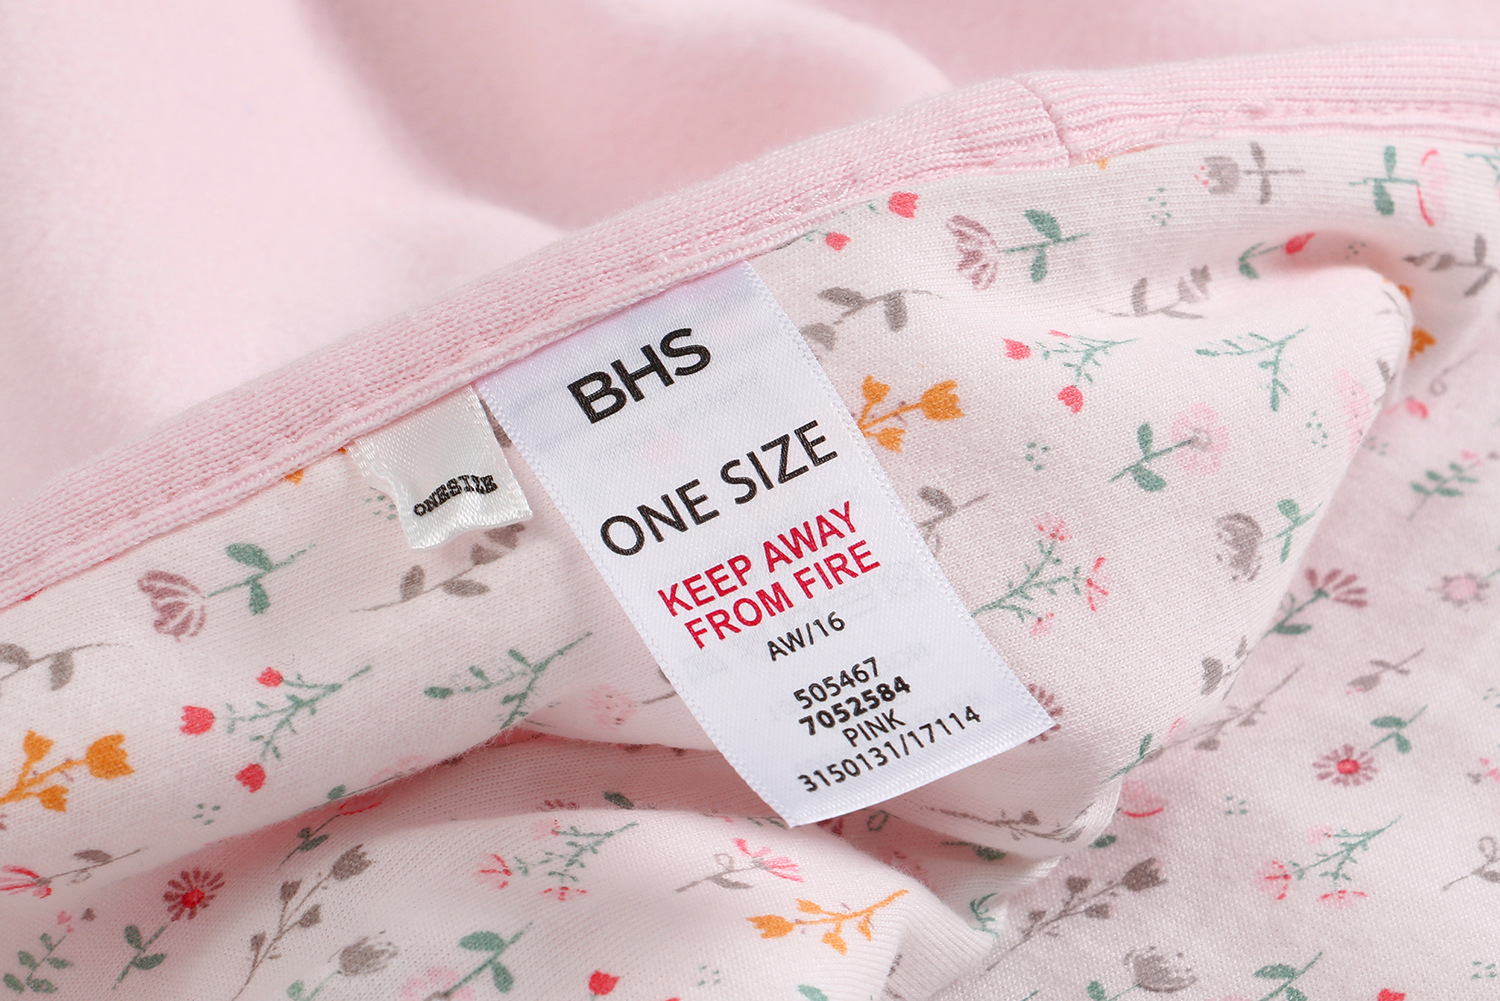 BHS
ONE SIZE
KEEP AWAY
FROM FIRE
AW/16
505467
7052584
PINK
3150131/17114
ONESIZE